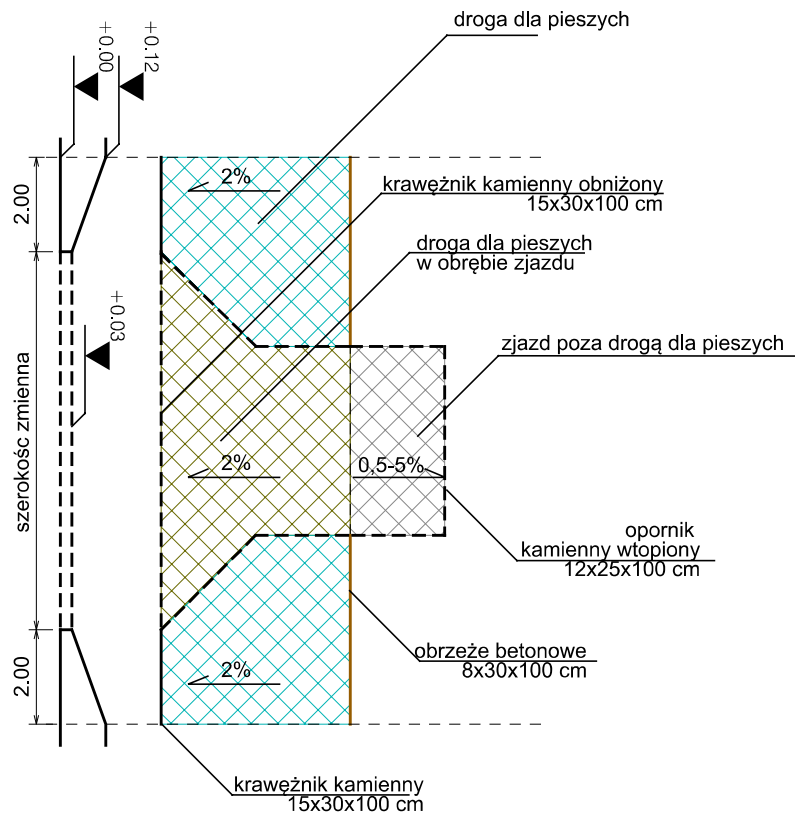 droga dla pieszych
+0.12
+0.00
2%
krawężnik kamienny obniżony
15x30x100 cm
2.00
droga dla pieszych
w obrębie zjazdu
+0.03
zjazd poza drogą dla pieszych
szerokośc zmienna
2%
0,5-5%
opornik
kamienny wtopiony
12x25x100 cm
obrzeże betonowe
8x30x100 cm
2.00
2%
krawężnik kamienny
15x30x100 cm